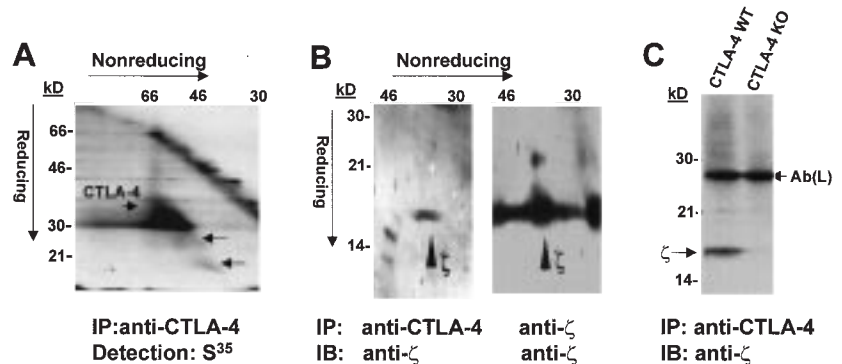 A
Nonreducing
kD
66 46 30
Reducing
66-
46-
CTLA-4
30-
21-
IP:anti-CTLA-4
Detection: S35
B
Nonreducing
kD
46 30 46 30
Reducing
30-
21-
14-
ζ ζ
IP: anti-CTLA-4 anti-ζ
IB: anti-ζ anti-ζ
C
CTLA-4 WT
CTLA-4 KO
kD
30-
Ab(L)
21-
ζ
14-
IP: anti-CTLA-4
IB: anti-ζ